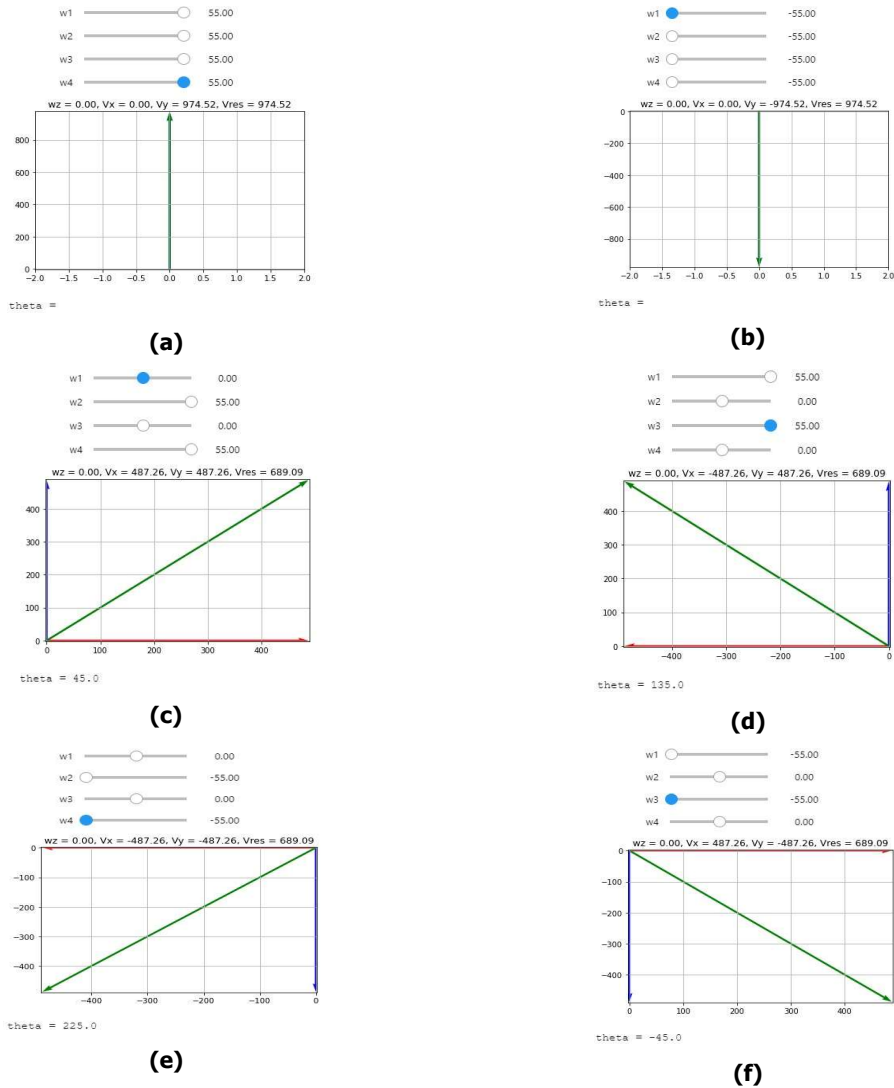 w1 55.00
w2 55.00
w3 55.00
w4 55.00
wz = 0.00, Vx = 0.00, Vy = 974.52, Vres = 974.52
800
600
400
200
0
-2.0 -1.5 -1.0 -0.5 0.0 0.5 1.0 1.5 2.0
theta =
(a)
w1 -55.00
w2 -55.00
w3 -55.00
w4 -55.00
wz = 0.00, Vx = 0.00, Vy = -974.52, Vres = 974.52
0
-200
-400
-600
-800
-2.0 -1.5 -1.0 -0.5 0.0 0.5 1.0 1.5 2.0
theta =
(b)
w1 0.00
w2 55.00
w3 0.00
w4 55.00
wz = 0.00, Vx = 487.26, Vy = 487.26, Vres = 689.09
400
300
200
100
0
0 100 200 300 400
theta = 45.0
(c)
w1 55.00
w2 0.00
w3 55.00
w4 0.00
wz = 0.00, Vx = -487.26, Vy = 487.26, Vres = 689.09
400
300
200
100
0
-400 -300 -200 -100 0
theta = 135.0
(d)
w1 0.00
w2 -55.00
w3 0.00
w4 -55.00
wz = 0.00, Vx = -487.26, Vy = -487.26, Vres = 689.09
0
-100
-200
-300
-400
-400 -300 -200 -100 0
theta = 225.0
(e)
w1 -55.00
w2 0.00
w3 -55.00
w4 0.00
wz = 0.00, Vx = 487.26, Vy = -487.26, Vres = 689.09
0
-100
-200
-300
-400
0 100 200 300 400
theta = -45.0
(f)